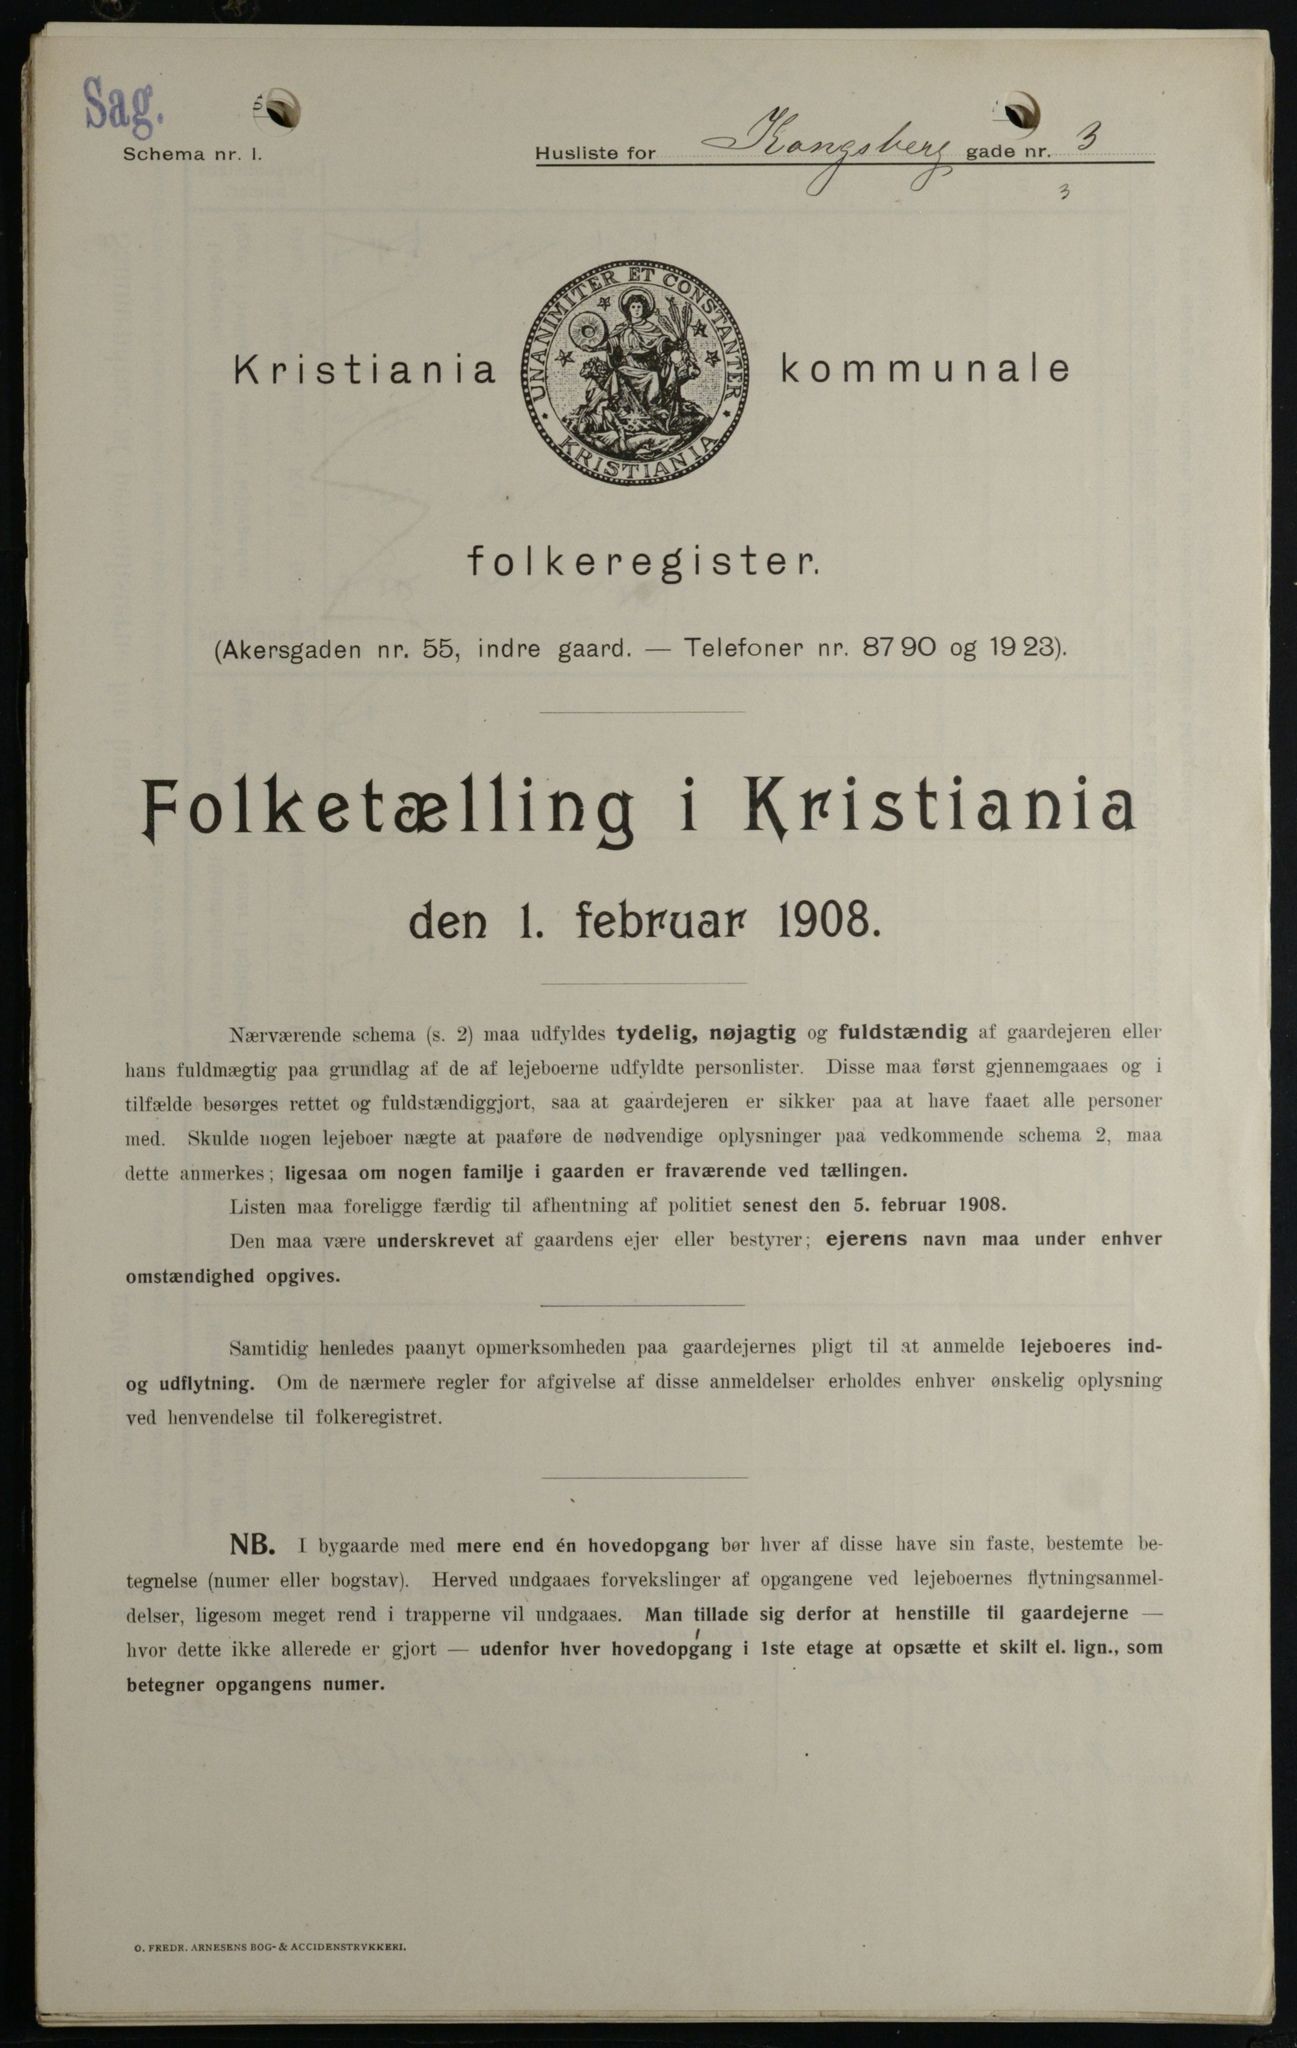 Sag.
Schema nr. 1.
Husliste for Kongsberg gade nr. 3
3
UNANIMITER ET CONSTANTER
KRISTIANIA
Kristiania kommunale
folkeregister.
(Akersgaden nr. 55, indre gaard. — Telefoner nr. 8790 og 1923).
Folketælling i Kristiania
den 1. februar 1908.
Nærværende schema (s. 2) maa udfyldes tydelig, nøjagtig og fuldstændig af gaardejeren eller
hans fuldmægtig paa grundlag af de af lejeboerne udfyldte personlister. Disse maa først gjennemgaaes og i
tilfælde besørges rettet og fuldstændiggjort, saa at gaardejeren er sikker paa at have faaet alle personer
med. Skulde nogen lejeboer nægte at paaføre de nødvendige oplysninger paa vedkommende schema 2, maa
dette anmerkes; ligesaa om nogen familje i gaarden er fraværende ved tællingen.
Listen maa foreligge færdig til afhentning af politiet senest den 5. februar 1908.
Den maa være underskrevet af gaardens ejer eller bestyrer; ejerens navn maa under enhver
omstændighed opgives.
Samtidig henledes paanyt opmerksomheden paa gaardejernes pligt til at anmelde lejeboeres ind-
og udflytning. Om de nærmere regler for afgivelse af disse anmeldelser erholdes enhver ønskelig oplysning
ved henvendelse til folkeregistret.
NB. I bygaarde med mere end én hovedopgang bør hver af disse have sin faste, bestemte be-
tegnelse (numer eller bogstav). Herved undgaaes forvekslinger af opgangene ved lejeboernes flytningsanmel-
delser, ligesom meget rend i trapperne vil undgaaes. Man tillade sig derfor at henstille til gaardejerne —
hvor dette ikke allerede er gjort — udenfor hver hovedopgang i 1ste etage at opsætte et skilt el. lign., som
betegner opgangens numer.
O. FREDR. ARNESENS BOG- & ACCIDENSTRYKKERI.